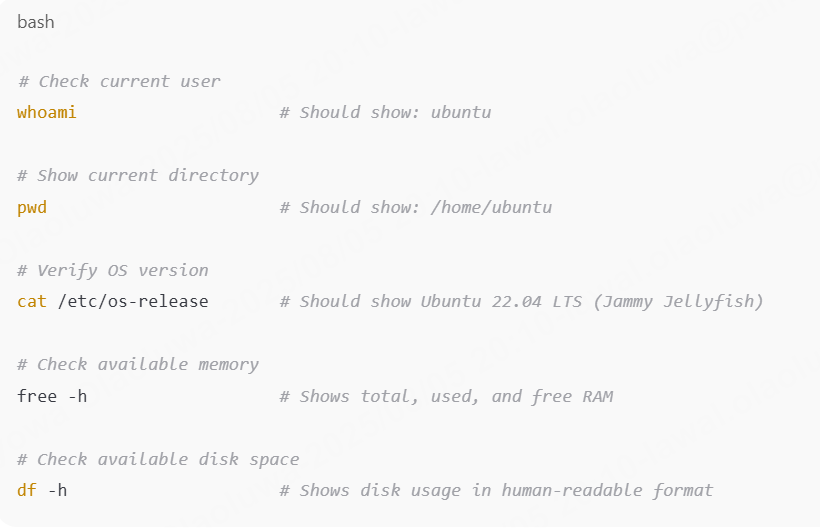 bash
# Check current user
whoami # Should show: ubuntu
# Show current directory
pwd # Should show: /home/ubuntu
# Verify OS version
cat /etc/os-release # Should show Ubuntu 22.04 LTS (Jammy Jellyfish)
# Check available memory
free -h # Shows total, used, and free RAM
# Check available disk space
df -h # Shows disk usage in human-readable format